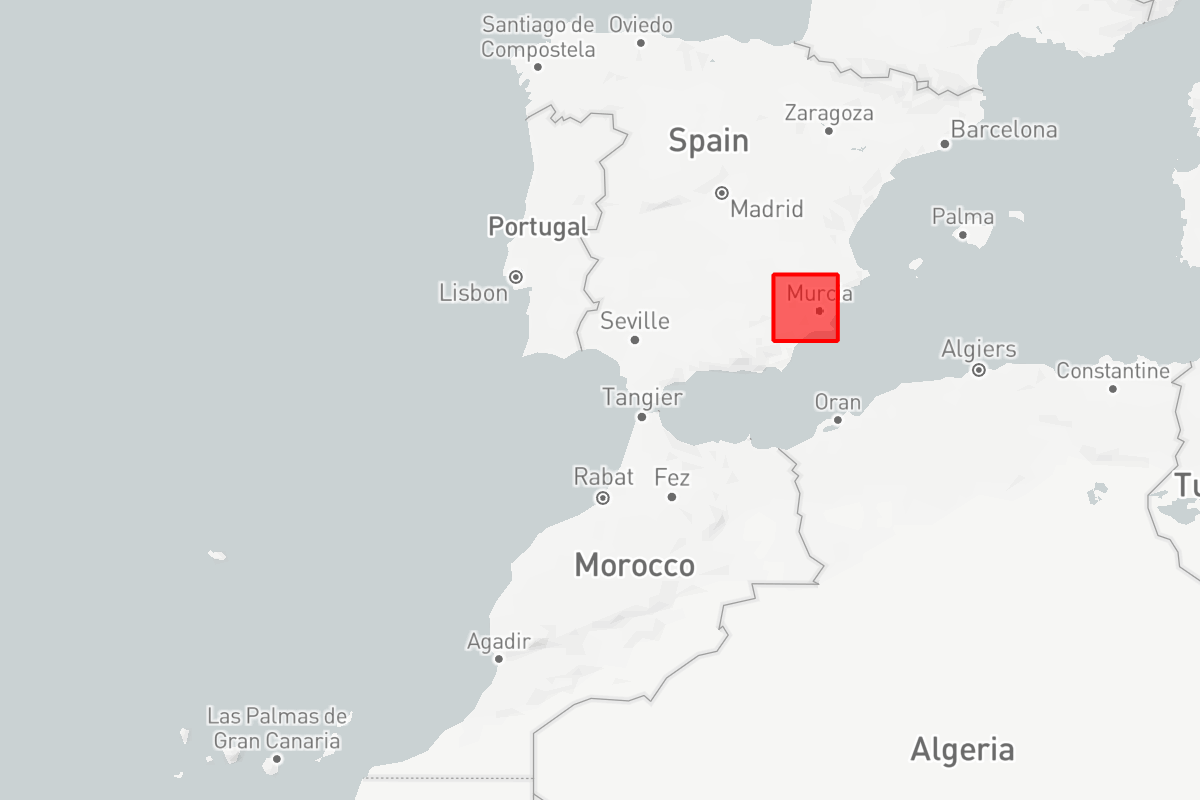 Santiago de
Compostela
Oviedo
Zaragoza
Barcelona
Spain
Madrid
Palma
Portugal
Lisbon
Murcia
Seville
Algiers
Constantine
Tangier
Oran
Rabat
Fez
Tu
Morocco
Agadir
Las Palmas de
Gran Canaria
Algeria